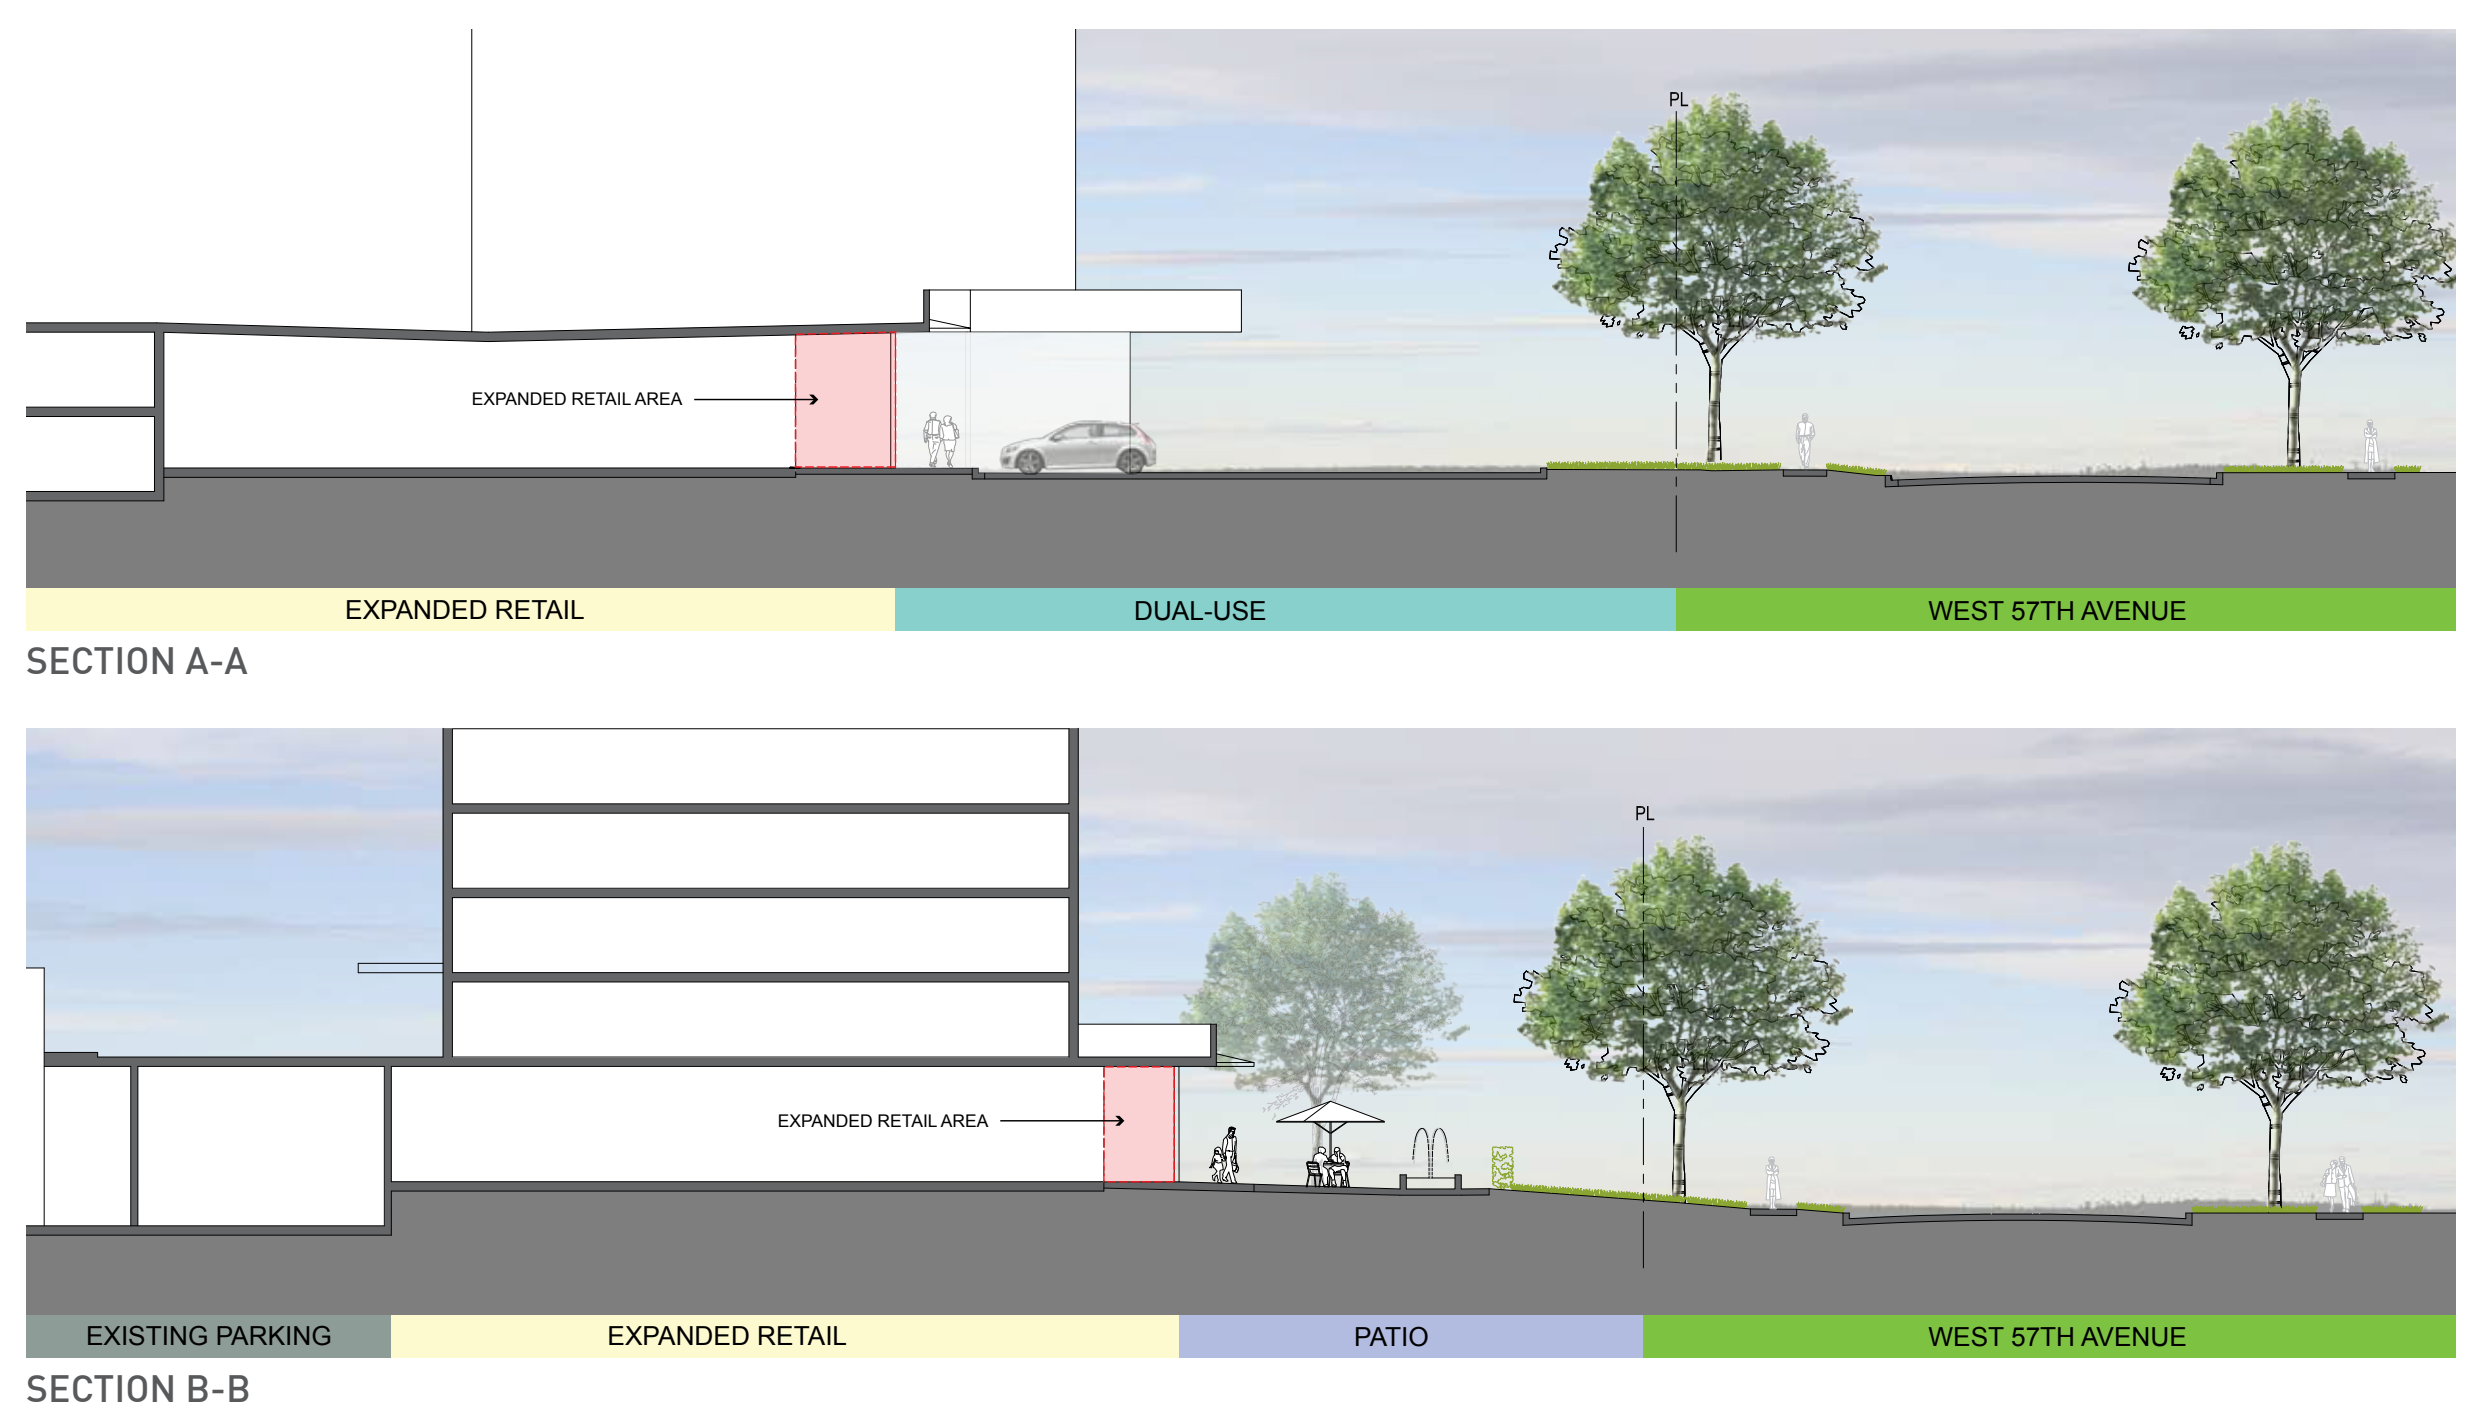 PL
EXPANDED RETAIL AREA
EXPANDED RETAIL
DUAL-USE
WEST 57TH AVENUE
SECTION A-A
PL
EXPANDED RETAIL AREA
EXISTING PARKING
EXPANDED RETAIL
PATIO
WEST 57TH AVENUE
SECTION B-B